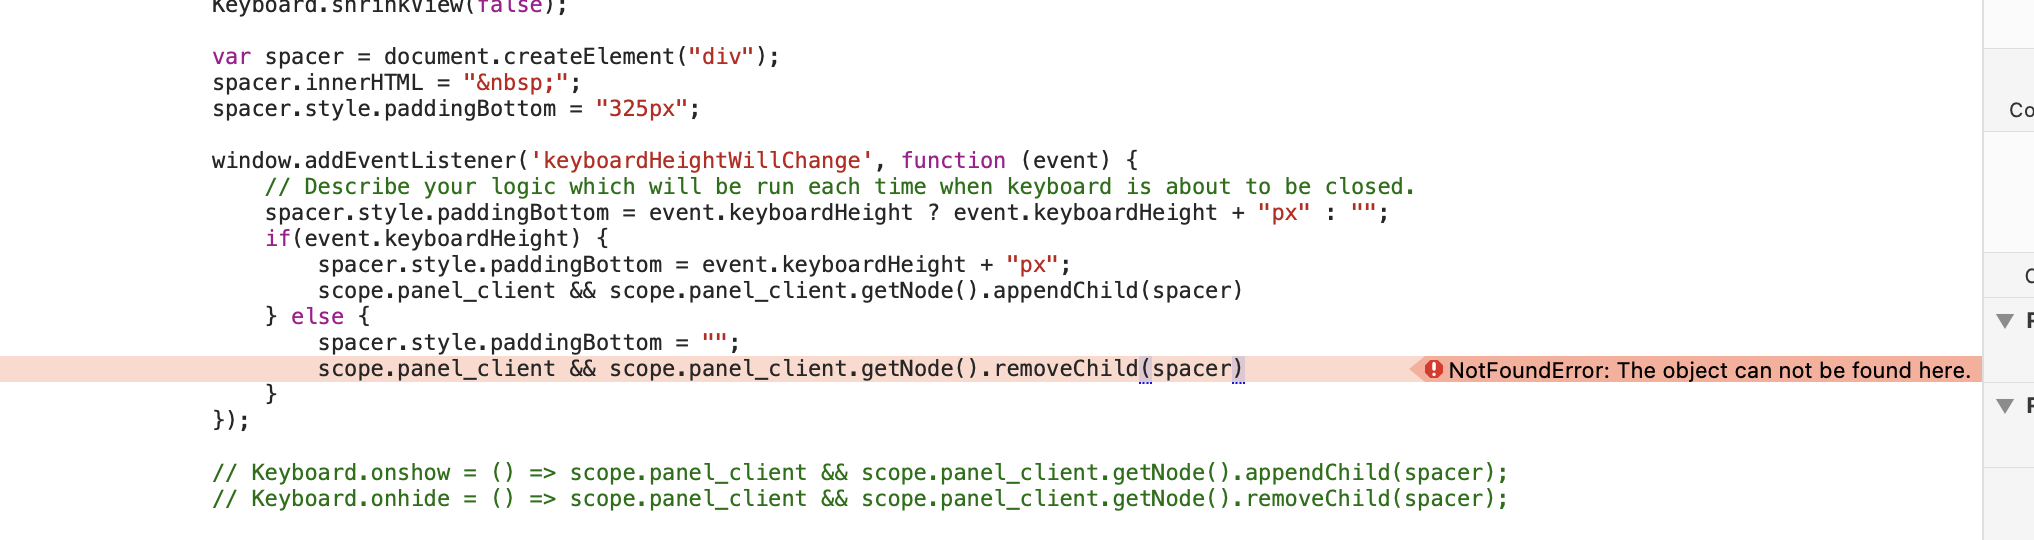 Keyboard.shrinkView(false);
var spacer = document.createElement("div");
spacer.innerHTML = "&nbsp;";
spacer.style.paddingBottom = "325px";
window.addEventListener('keyboardHeightWillChange', function (event) {
// Describe your logic which will be run each time when keyboard is about to be closed.
spacer.style.paddingBottom = event.keyboardHeight ? event.keyboardHeight + "px" : "";
if(event.keyboardHeight) {
spacer.style.paddingBottom = event.keyboardHeight + "px";
scope.panel_client && scope.panel_client.getNode().appendChild(spacer)
} else {
spacer.style.paddingBottom = "";
scope.panel_client && scope.panel_client.getNode().removeChild(spacer) NotFoundError: The object can not be found here.
}
});
// Keyboard.onshow = () => scope.panel_client && scope.panel_client.getNode().appendChild(spacer);
// Keyboard.onhide = () => scope.panel_client && scope.panel_client.getNode().removeChild(spacer);
Co